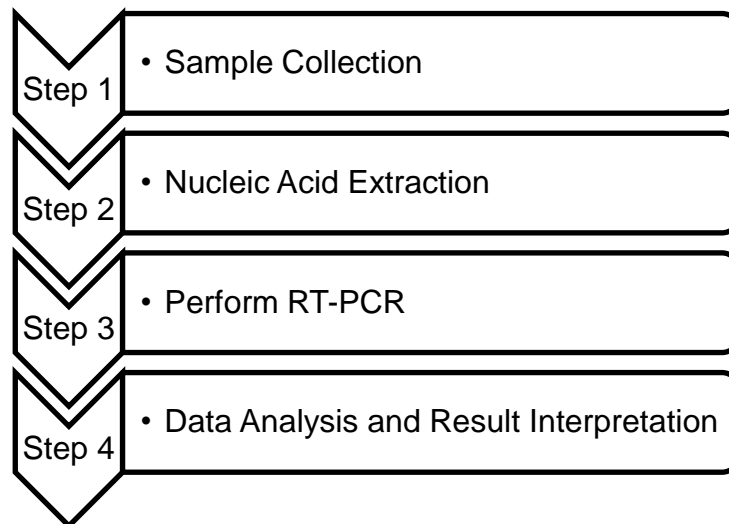 Step 1
• Sample Collection
Step 2
• Nucleic Acid Extraction
Step 3
• Perform RT-PCR
Step 4
• Data Analysis and Result Interpretation